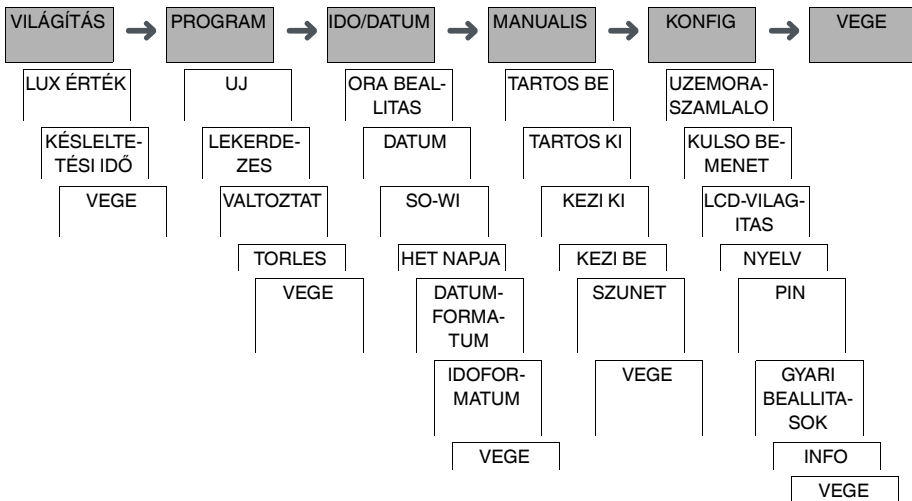 VILÁGÍTÁS
PROGRAM
IDO/DATUM
MANUALIS
KONFIG
VEGE
LUX ÉRTÉK
KÉSLELTE-
TÉSI IDŐ
VEGE
UJ
LEKERDE-
ZES
VALTOZTAT
TORLES
VEGE
ORA BEAL-
LITAS
DATUM
SO-WI
HET NAPJA
DATUM-
FORMA-
TUM
IDOFOR-
MATUM
VEGE
TARTOS BE
TARTOS KI
KEZI KI
KEZI BE
SZUNET
VEGE
UZEMORA-
SZAMLALO
KULSO BE-
MENET
LCD-VILAG-
ITAS
NYELV
PIN
GYARI
BEALLITA-
SOK
INFO
VEGE